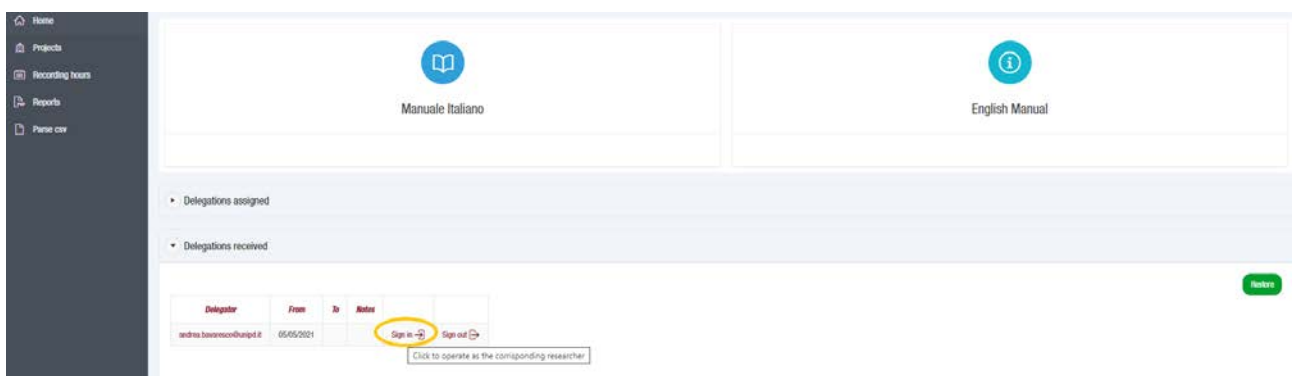 Home
Projects
Recording hours
Reports
Parse csv
Manuale Italiano
English Manual
Delegations assigned
Delegations received
Restore
Delegator From To Notes
andrea.bavaresco@unipd.it 05/05/2021 Sign in Sign out
Click to operate as the corrisponding researcher